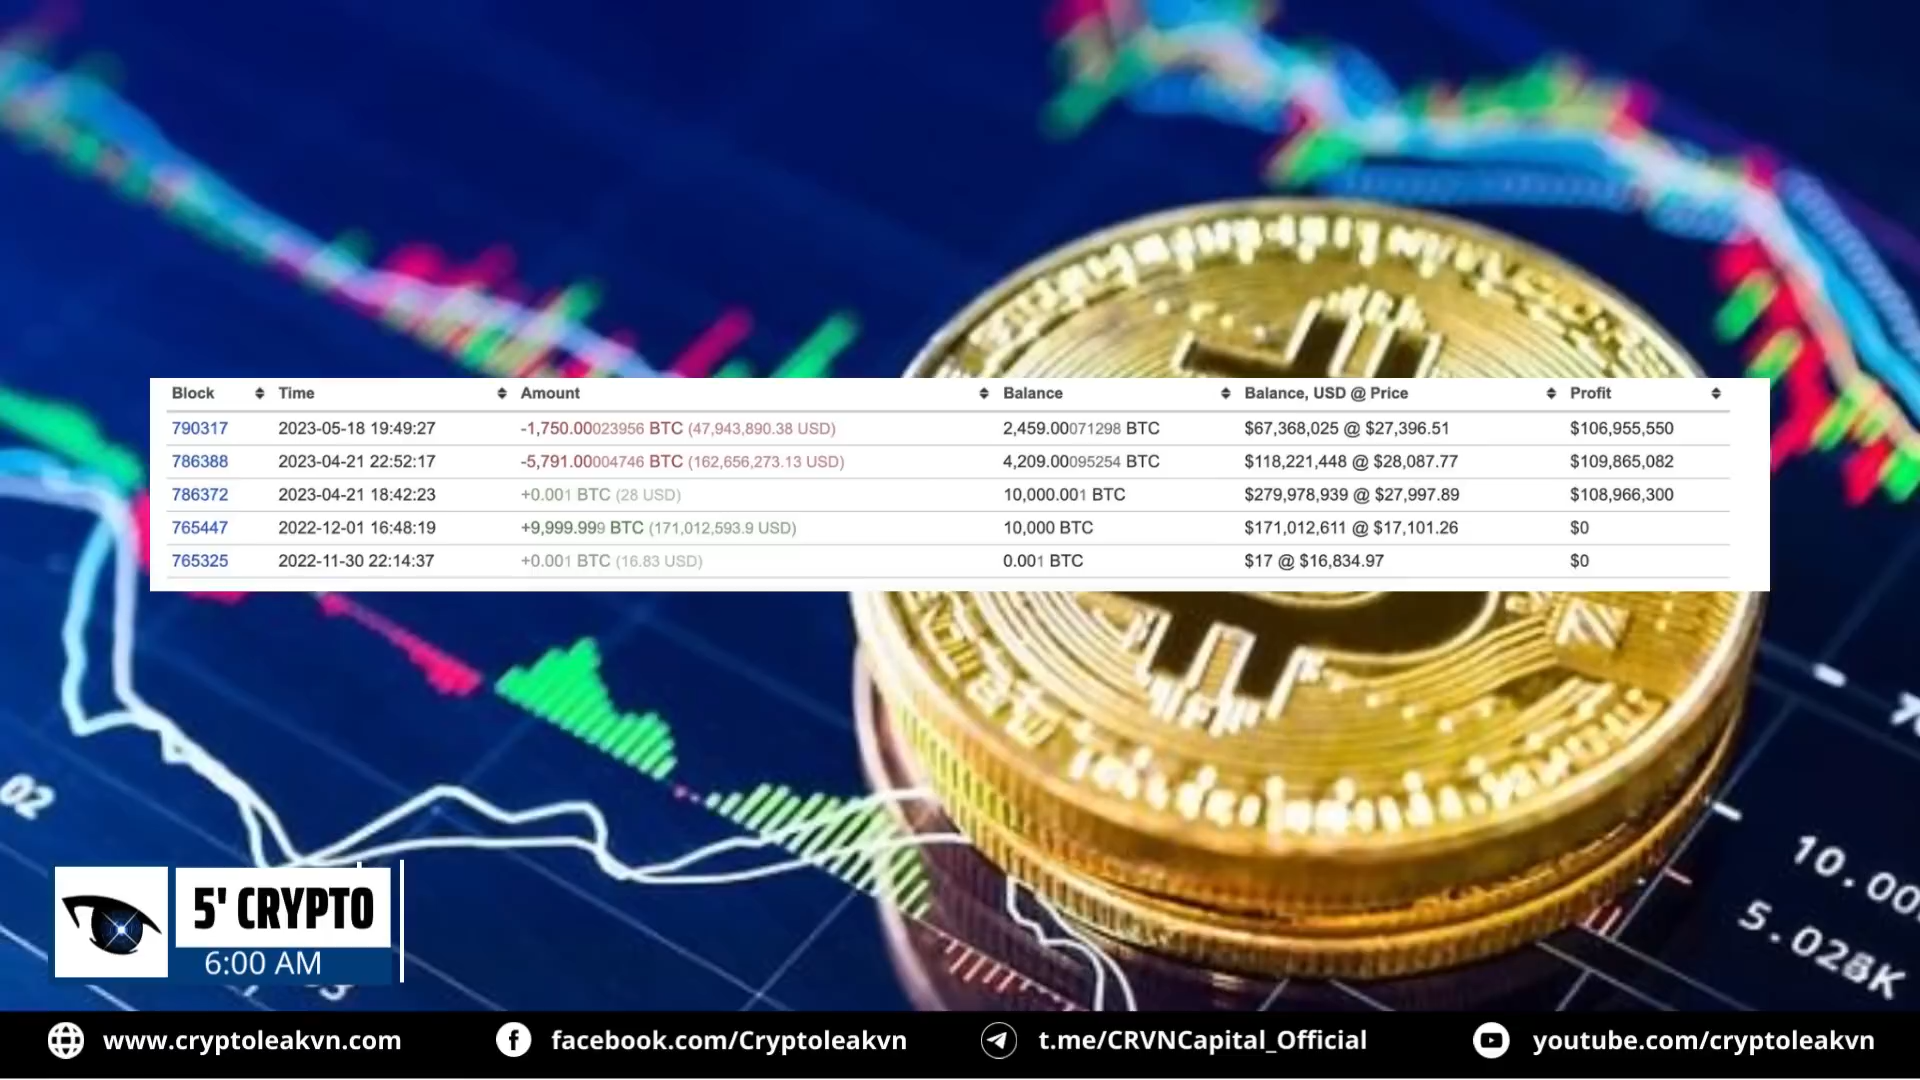 Block Time Amount Balance Balance, USD @ Price Profit
790317 2023-05-18 19:49:27 -1,750.00023956 BTC (47,943,890.38 USD) 2,459.00071298 BTC $67,368,025 @ $27,396.51 $106,955,550
786388 2023-04-21 22:52:17 -5,791.00004746 BTC (162,656,273.13 USD) 4,209.00095254 BTC $118,221,448 @ $28,087.77 $109,865,082
786372 2023-04-21 18:42:23 +0.001 BTC (28 USD) 10,000.001 BTC $279,978,939 @ $27,997.89 $108,966,300
765447 2022-12-01 16:48:19 +9,999.999 BTC (171,012,593.9 USD) 10,000 BTC $171,012,611 @ $17,101.26 $0
765325 2022-11-30 22:14:37 +0.001 BTC (16.83 USD) 0.001 BTC $17 @ $16,834.97 $0
02
10.00
5.028K
5' CRYPTO
6:00 AM
www.cryptoleakvn.com facebook.com/Cryptoleakvn t.me/CRVNCapital_Official youtube.com/cryptoleakvn